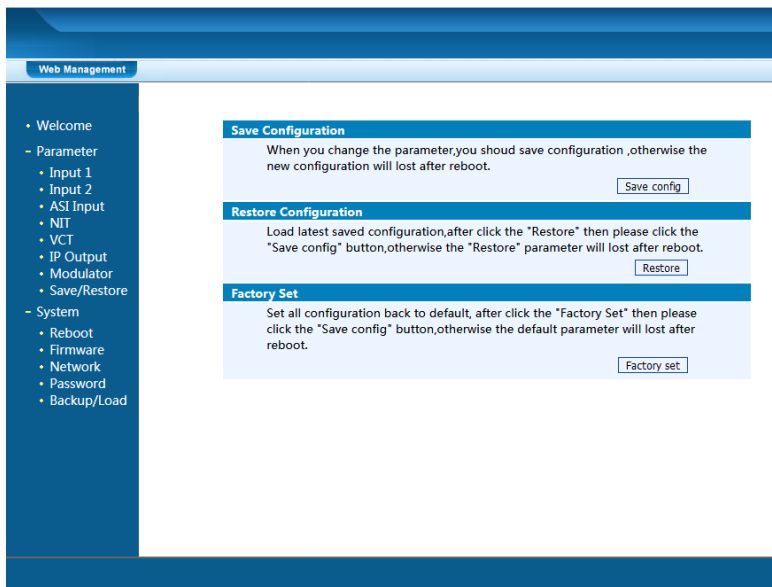 Web Management
Welcome
Parameter
Input 1
Input 2
ASI Input
NIT
VCT
IP Output
Modulator
Save/Restore
System
Reboot
Firmware
Network
Password
Backup/Load
Save Configuration
When you change the parameter,you shoud save configuration ,otherwise the
new configuration will lost after reboot.
Save config
Restore Configuration
Load latest saved configuration,after click the "Restore" then please click the
"Save config" button,otherwise the "Restore" parameter will lost after reboot.
Restore
Factory Set
Set all configuration back to default, after click the "Factory Set" then please
click the "Save config" button,otherwise the default parameter will lost after
reboot.
Factory set